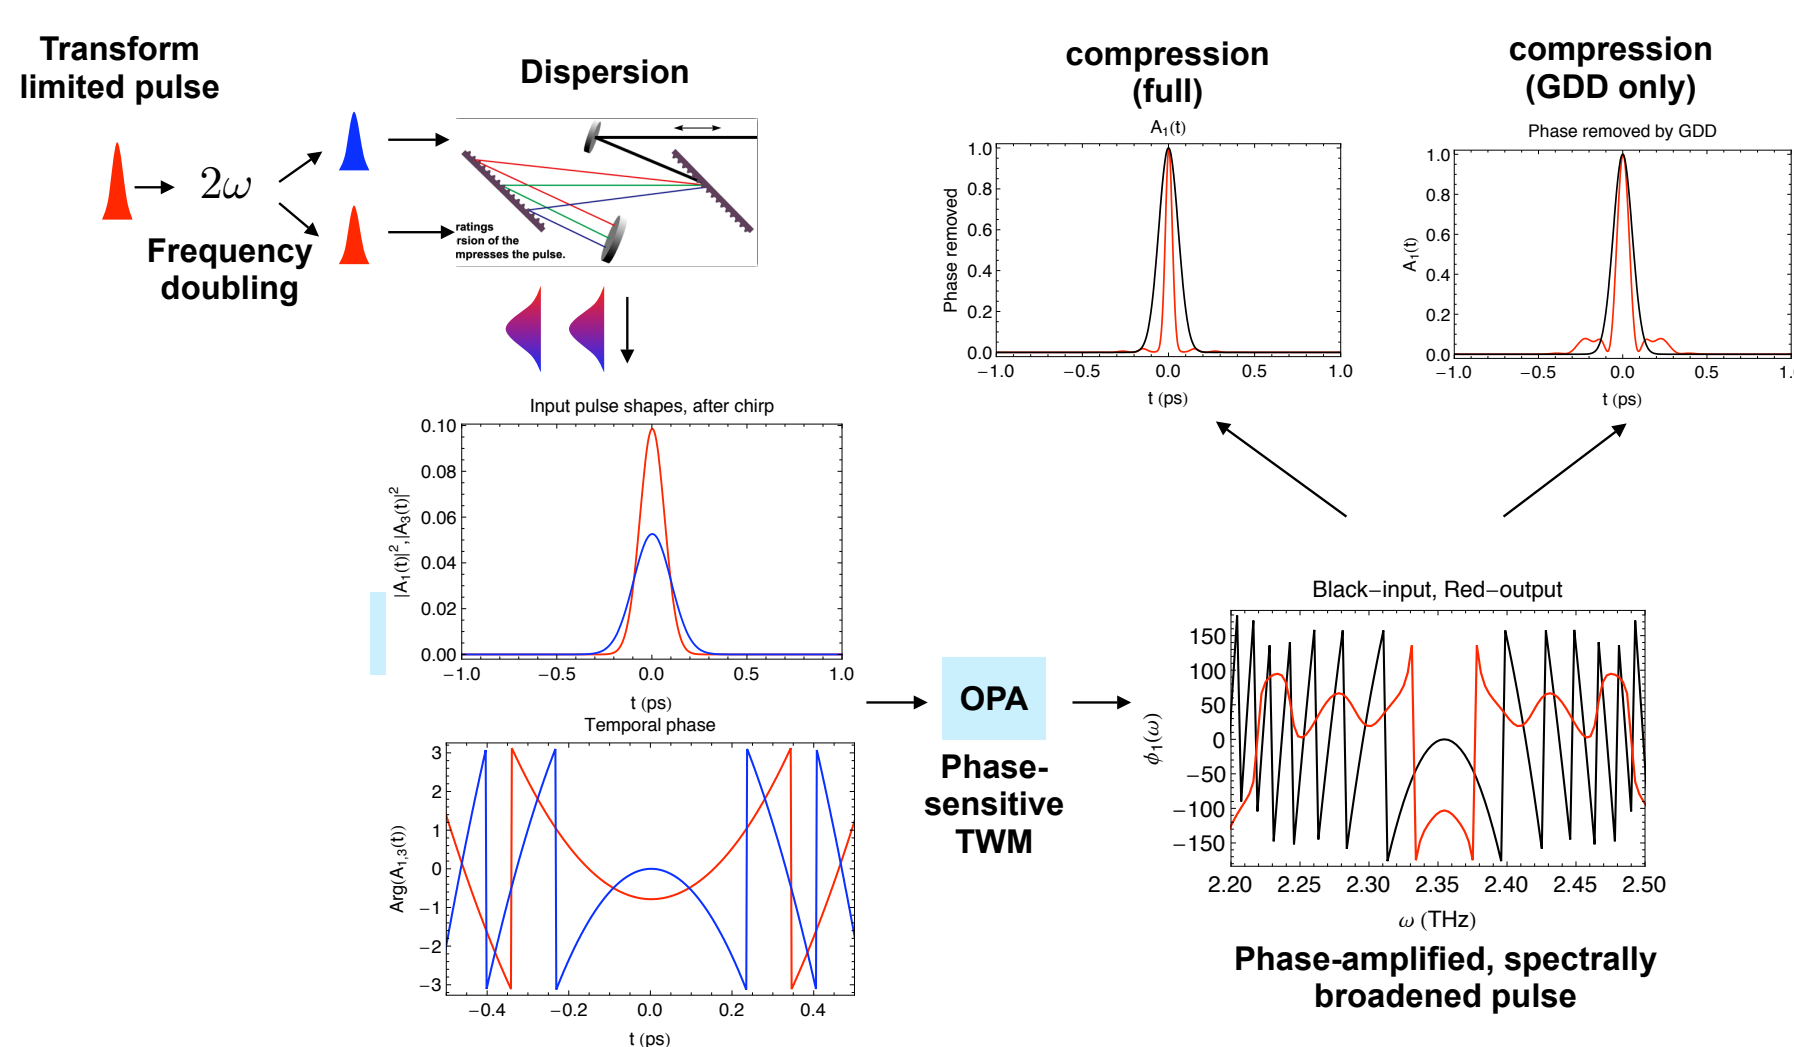 Transform
limited pulse
2ω
Frequency
doubling
Dispersion
ratings
rsion of the
mpresses the pulse.
compression
(full)
A₁(t)
Phase removed
1.0
0.8
0.6
0.4
0.2
0.0
−1.0 −0.5 0.0 0.5 1.0
t (ps)
compression
(GDD only)
Phase removed by GDD
A₁(t)
1.0
0.8
0.6
0.4
0.2
0.0
−1.0 −0.5 0.0 0.5
t (ps)
Input pulse shapes, after chirp
|A₁(t)|²,|A₃(t)|²
0.10
0.08
0.06
0.04
0.02
0.00
−1.0 −0.5 0.0 0.5 1.0
t (ps)
Temporal phase
Arg(A₁,₃(t))
3
2
1
0
−1
−2
−3
−0.4 −0.2 0.0 0.2 0.4
t (ps)
OPA
Phase-
sensitive
TWM
Black−input, Red−output
ϕ₁(ω)
150
100
50
0
−50
−100
−150
2.20 2.25 2.30 2.35 2.40 2.45 2.50
ω (THz)
Phase-amplified, spectrally
broadened pulse